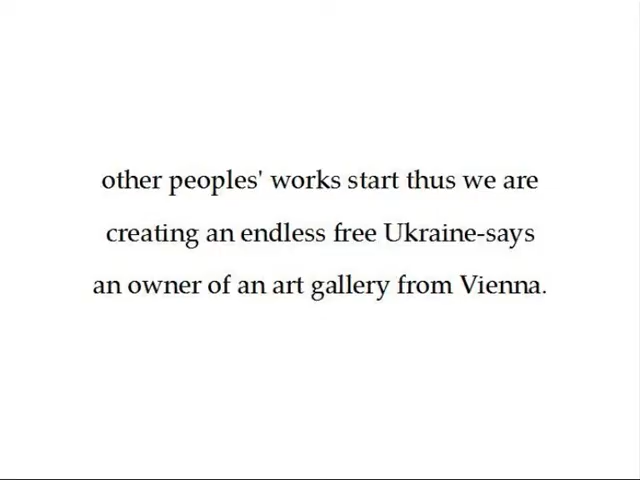 other peoples' works start thus we are
creating an endless free Ukraine-says
an owner of an art gallery from Vienna.